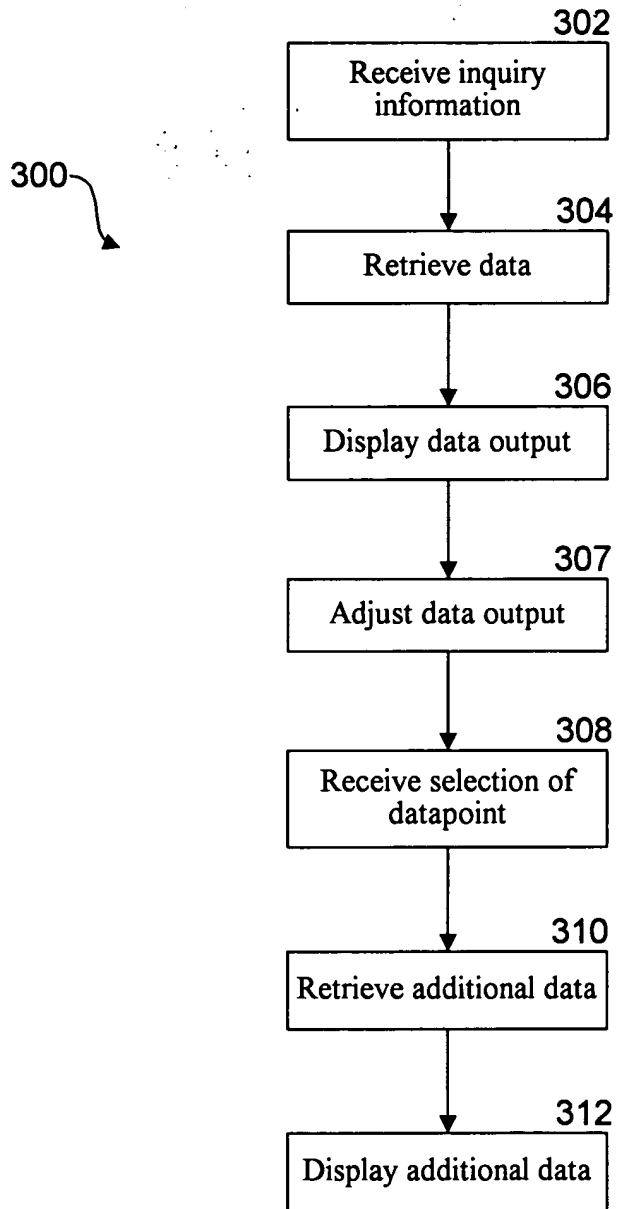 302
Receive inquiry
information
300
304
Retrieve data
306
Display data output
307
Adjust data output
308
Receive selection of
datapoint
310
Retrieve additional data
312
Display additional data